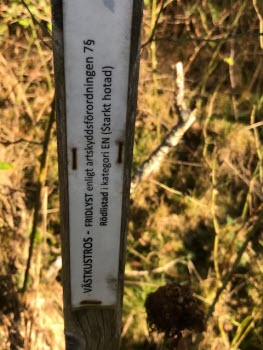 VÄSTKUSTROS - FRIDLYST enligt artskyddsförordningen 7§
Rödlistad i kategori EN (Starkt hotad)